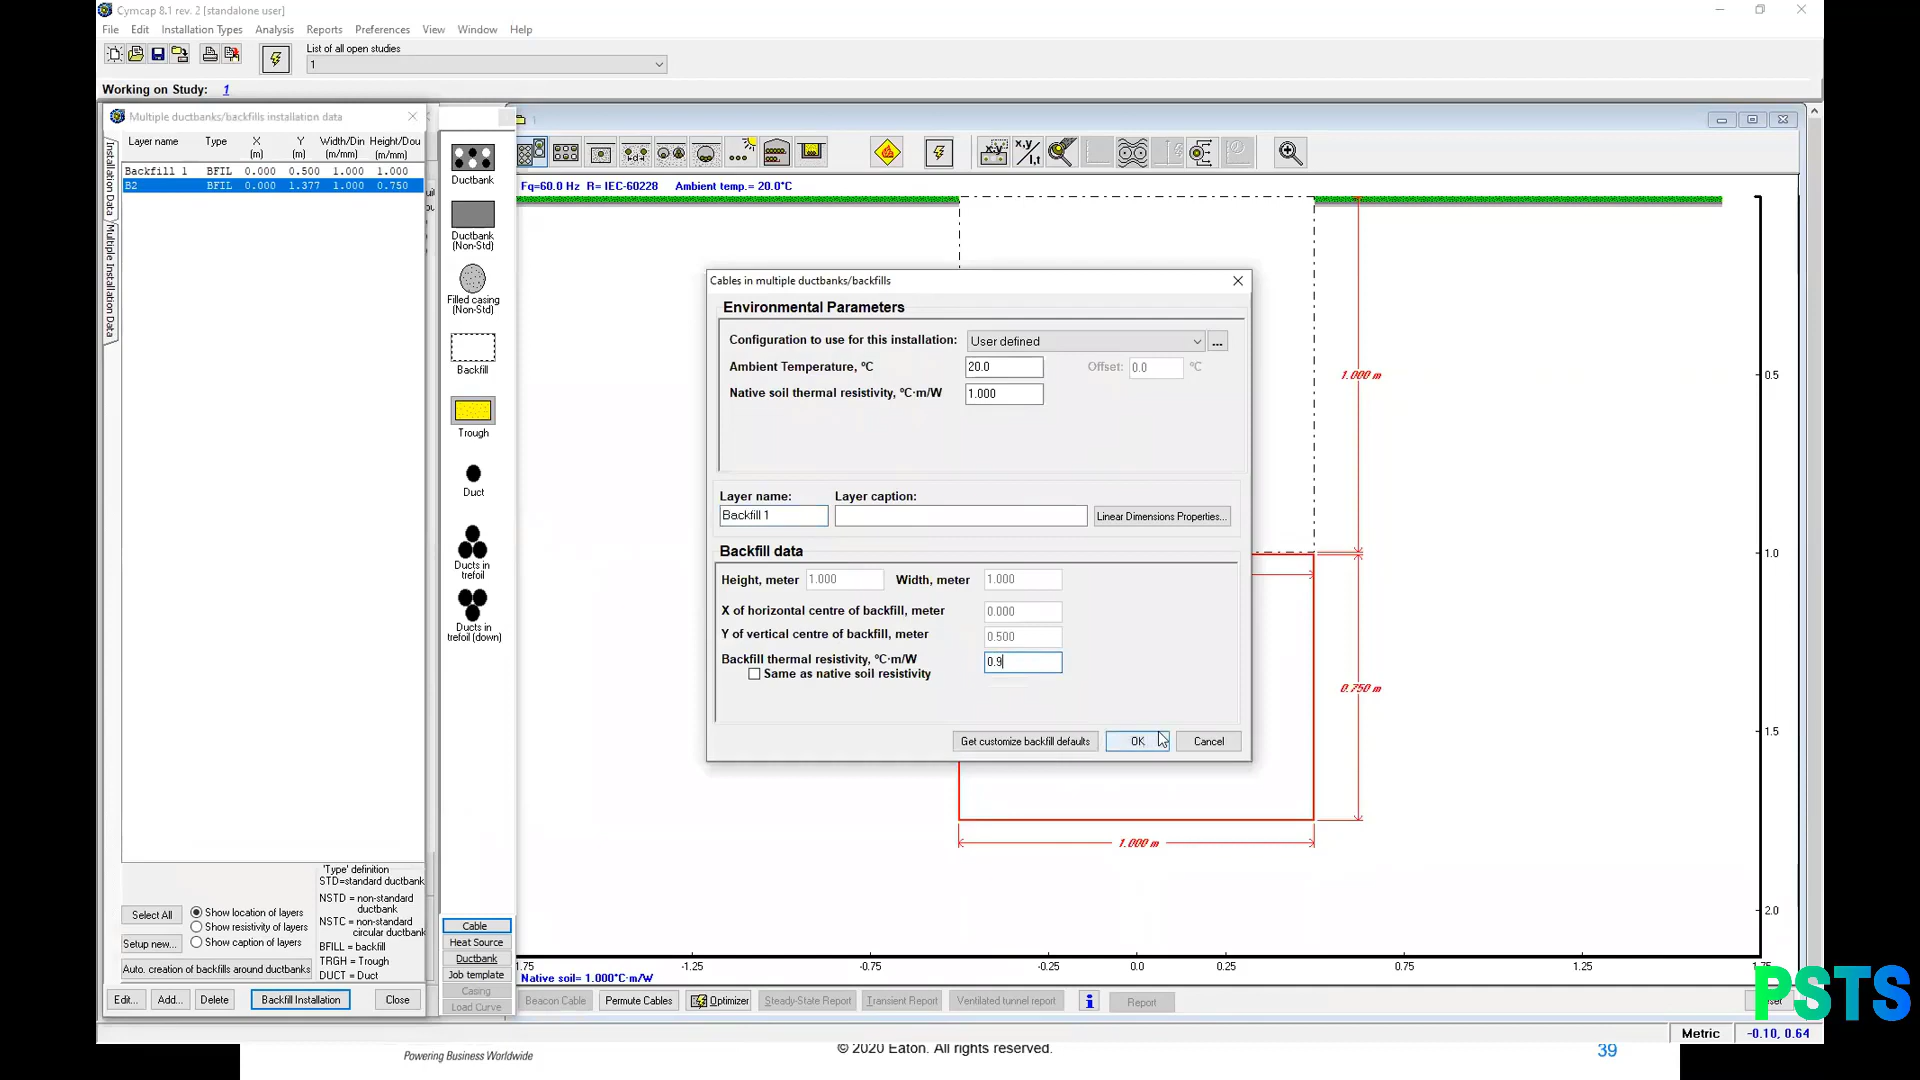 Cymcap 8.1 rev. 2 [standalone user]
File Edit Installation Types Analysis Reports Preferences View Window Help
List of all open studies
1
Working on Study: 1
Multiple ductbanks/backfills installation data
Layer name Type X Y Width/Din Height/Dou
(m) (m) (m/mm) (m/mm)
Backfill 1 BFIL 0.000 0.500 1.000 1.000
B2 BFIL 0.000 1.377 1.000 0.750
Installation Data
Multiple Installation Data
Ductbank
Ductbank
(Non-Std)
Filled casing
(Non-Std)
Backfill
Trough
Duct
Ducts in
trefoil
Ducts in
trefoil (down)
1
x.y
x.y
I,t
Fq=60.0 Hz R= IEC-60228 Ambient temp.= 20.0°C
Cables in multiple ductbanks/backfills
Environmental Parameters
Configuration to use for this installation: User defined ...
Ambient Temperature, ºC 20.0 Offset: 0.0 ºC
Native soil thermal resistivity, ºC·m/W 1.000
Layer name: Layer caption:
Backfill 1 Linear Dimensions Properties...
Backfill data
Height, meter 1.000 Width, meter 1.000
X of horizontal centre of backfill, meter 0.000
Y of vertical centre of backfill, meter 0.500
Backfill thermal resistivity, ºC·m/W 0.9
Same as native soil resistivity
Get customize backfill defaults OK Cancel
1.000 m
0.750 m
1.000 m
0.5
1.0
1.5
2.0
1.75 -1.25 -0.75 -0.25 0.0 0.25 0.75 1.25 1.75
Native soil= 1.000°C·m/W
'Type' definition
STD=standard ductbank
NSTD = non-standard
ductbank
NSTC = non-standard
circular ductbank
BFILL = backfill
TRGH = Trough
DUCT = Duct
Select All
Show location of layers
Show resistivity of layers
Show caption of layers
Setup new...
Auto. creation of backfills around ductbanks
Edit... Add... Delete Backfill Installation Close
Cable
Heat Source
Ductbank
Job template
Casing
Load Curve
Beacon Cable Permute Cables Optimizer Steady-State Report Transient Report Ventilated tunnel report Report
PSTS
Metric -0.10, 0.64
Powering Business Worldwide
© 2020 Eaton. All rights reserved.
39